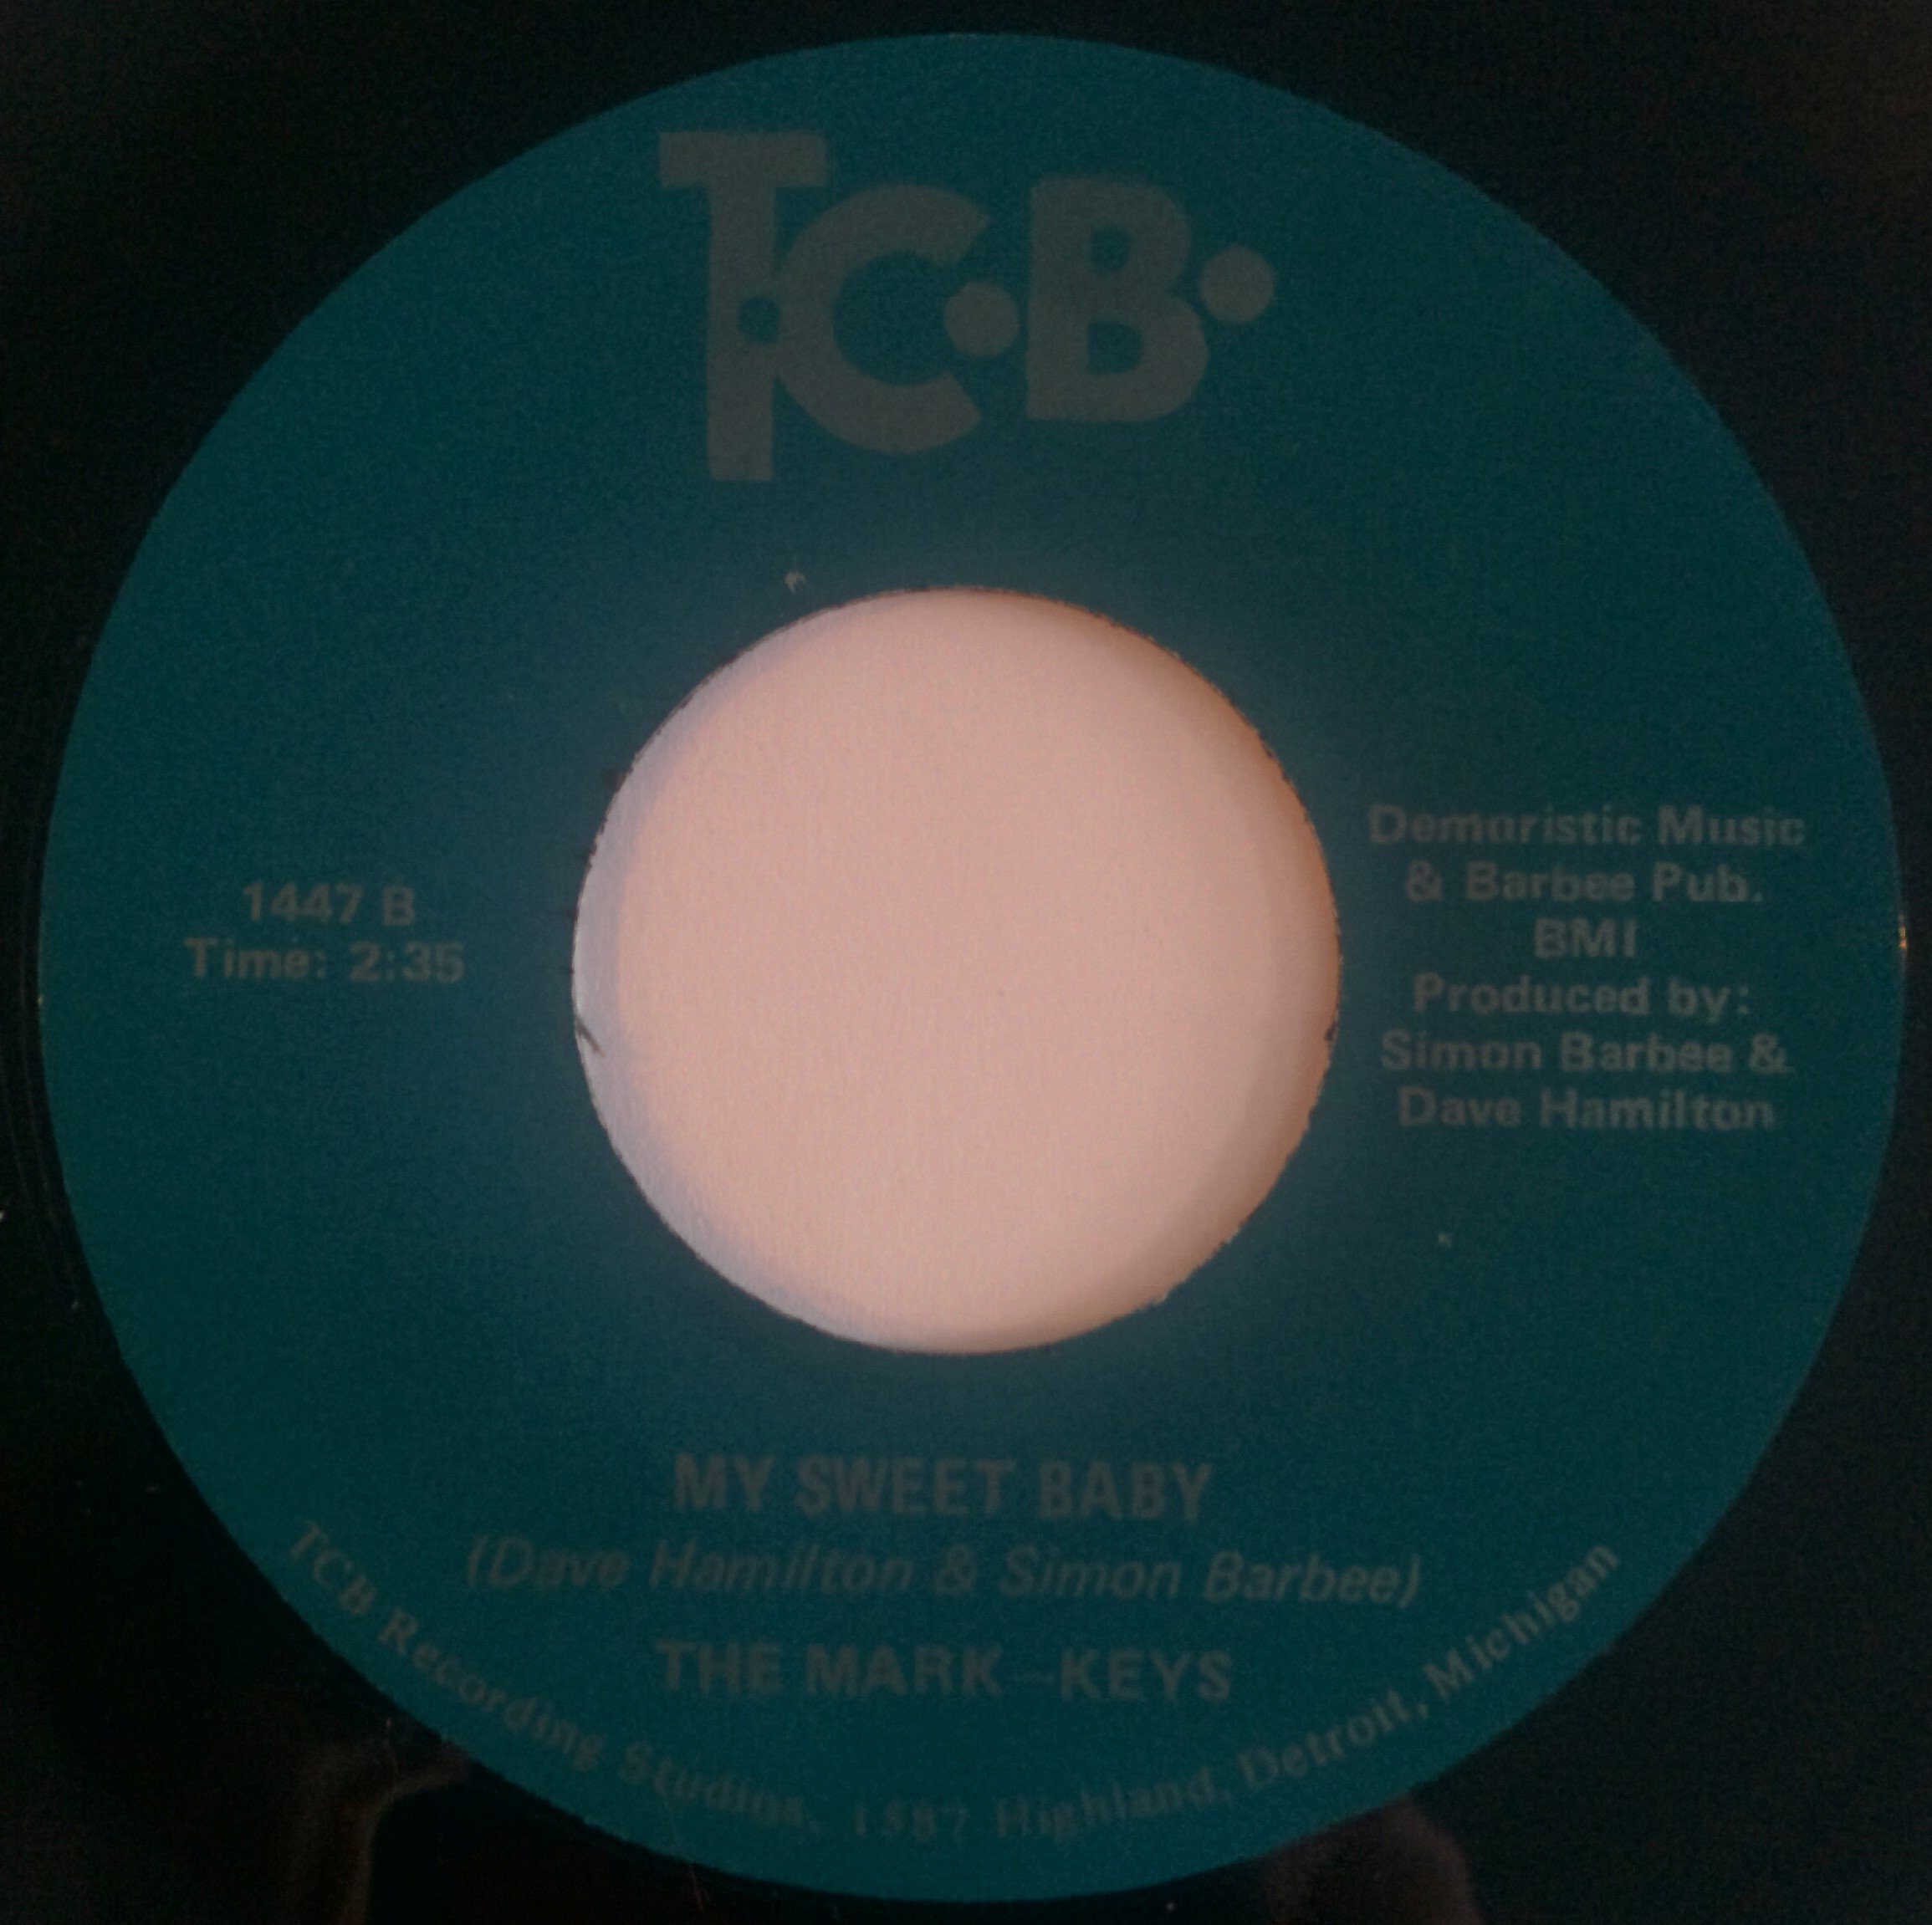 T.C.B.
1447 B
Time: 2:35
Demoristic Music
& Barbee Pub.
BMI
Produced by:
Simon Barbee &
Dave Hamilton
MY SWEET BABY
(Dave Hamilton & Simon Barbee)
THE MARK-KEYS
TCB Recording Studios, 1587 Highland, Detroit, Michigan